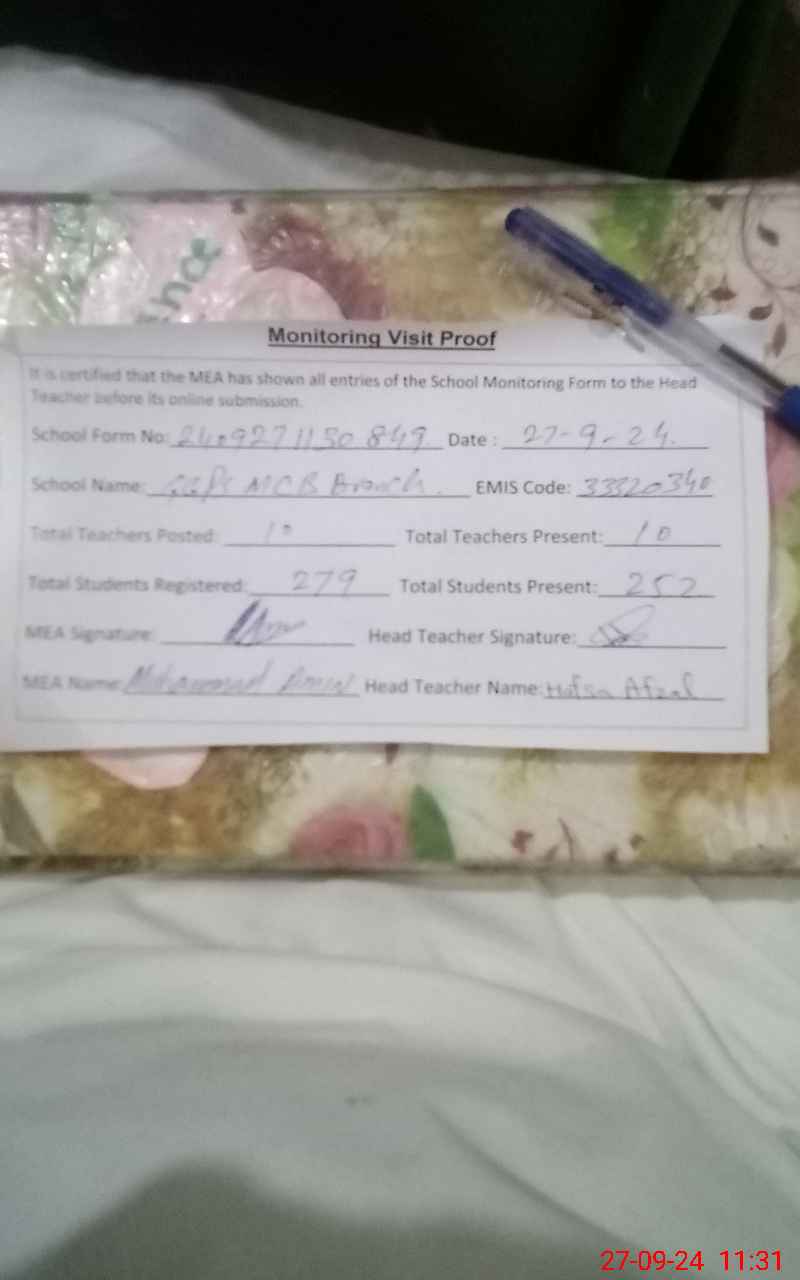 nce
Monitoring Visit Proof
It is certified that the MEA has shown all entries of the School Monitoring Form to the Head
Teacher before its online submission.
School Form No: 2409271150849 Date : 27-9-24.
School Name: MCB Branch. EMIS Code: 33320340
Total Teachers Posted: 10 Total Teachers Present: 10
Total Students Registered: 279 Total Students Present: 252
MEA Signature: Head Teacher Signature:
MEA Name: Muhammad Head Teacher Name: Hafsa Afzal
27-09-24 11:31